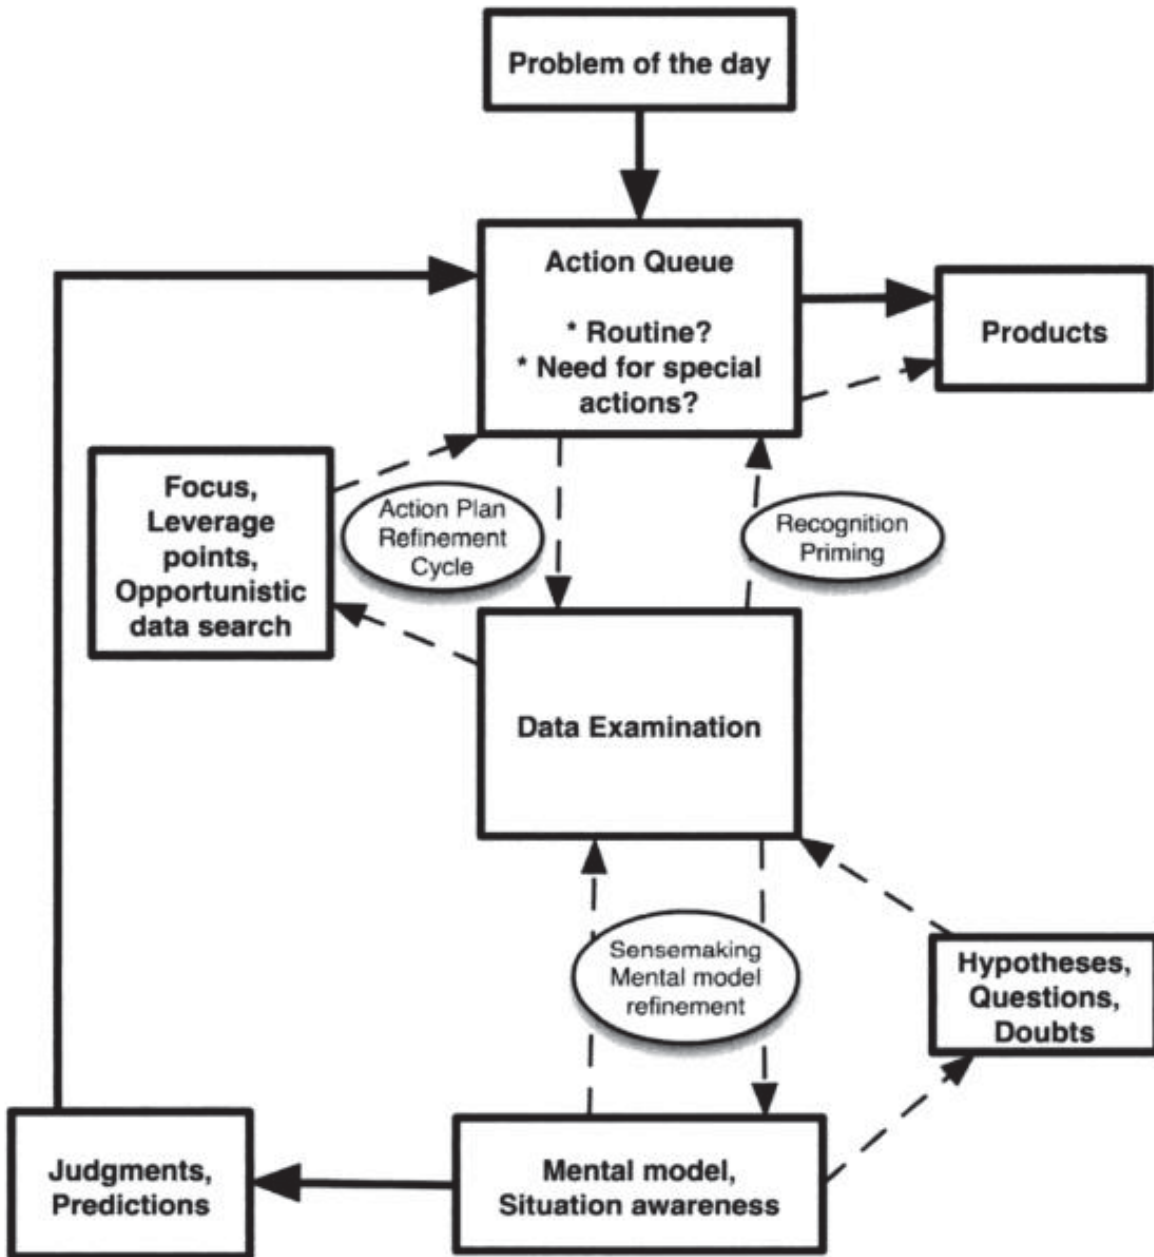 Problem of the day
Action Queue
* Routine?
* Need for special
actions?
Products
Focus,
Leverage
points,
Opportunistic
data search
Action Plan
Refinement
Cycle
Recognition
Priming
Data Examination
Sensemaking
Mental model
refinement
Hypotheses,
Questions,
Doubts
Judgments,
Predictions
Mental model,
Situation awareness